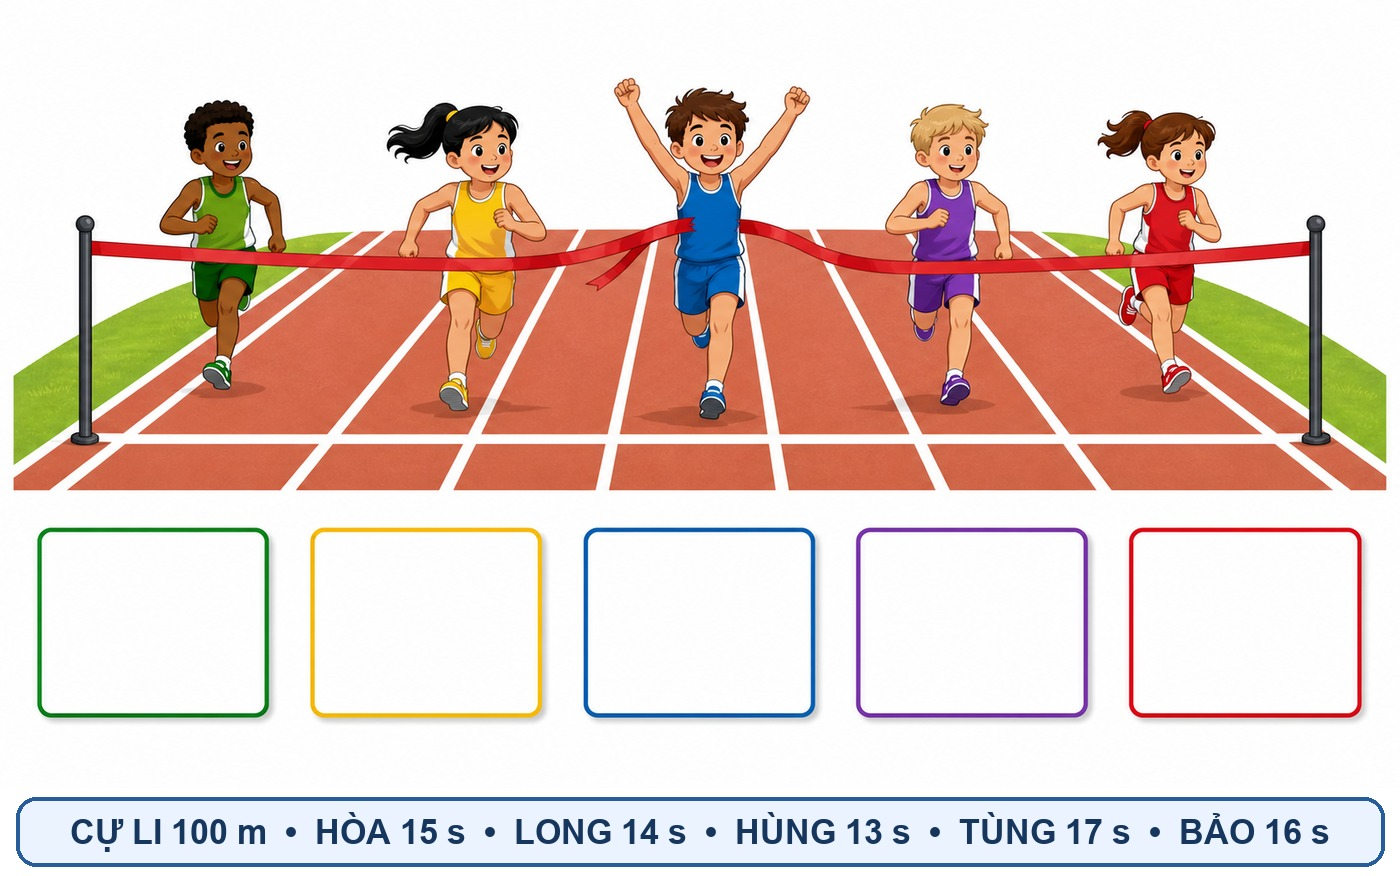 CỰ LI 100 m • HÒA 15 s • LONG 14 s • HÙNG 13 s • TÙNG 17 s • BẢO 16 s